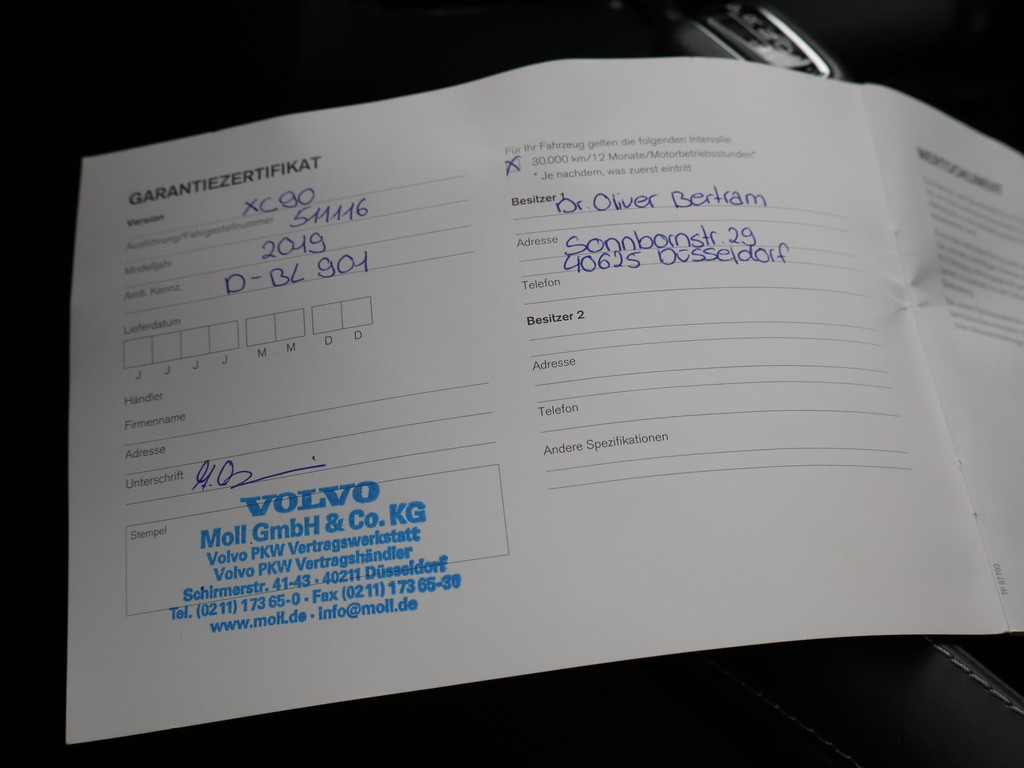 GARANTIEZERTIFIKAT
Version XC90
Ausführung/Fahrgestellnummer 511116
Modelljahr 2019
Amtl. Kennz. D-BL 901
Lieferdatum
J J J J M M D D
Händler
Firmenname
Adresse
Unterschrift
Stempel
VOLVO
Moll GmbH & Co. KG
Volvo PKW Vertragswerkstatt
Volvo PKW Vertragshändler
Schirmerstr. 41-43 · 40211 Düsseldorf
Tel. (0211) 173 65-0 · Fax (0211) 173 65-30
www.moll.de · info@moll.de
Für Ihr Fahrzeug gelten die folgenden Intervalle:
X 30.000 km/12 Monate/Motorbetriebsstunden*
* Je nachdem, was zuerst eintritt
Besitzer 1 Dr. Oliver Bertram
Adresse Sonnbornstr. 29
40625 Düsseldorf
Telefon
Besitzer 2
Adresse
Telefon
Andere Spezifikationen
WERTDOKUMENT